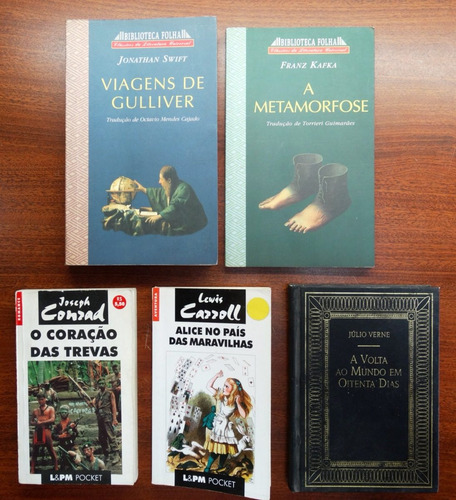 BIBLIOTECA FOLHA
Clássicos da Literatura Universal
JONATHAN SWIFT
VIAGENS DE
GULLIVER
Tradução de Octavio Mendes Cajado
BIBLIOTECA FOLHA
Clássicos da Literatura Universal
FRANZ KAFKA
A
METAMORFOSE
Tradução de Torrieri Guimarães
Joseph
Conrad
O CORAÇÃO
DAS TREVAS
L&PM POCKET
AVENTURA
Lewis
Carroll
ALICE NO PAÍS
DAS MARAVILHAS
L&PM POCKET
JÚLIO VERNE
A VOLTA
AO MUNDO EM
OITENTA DIAS